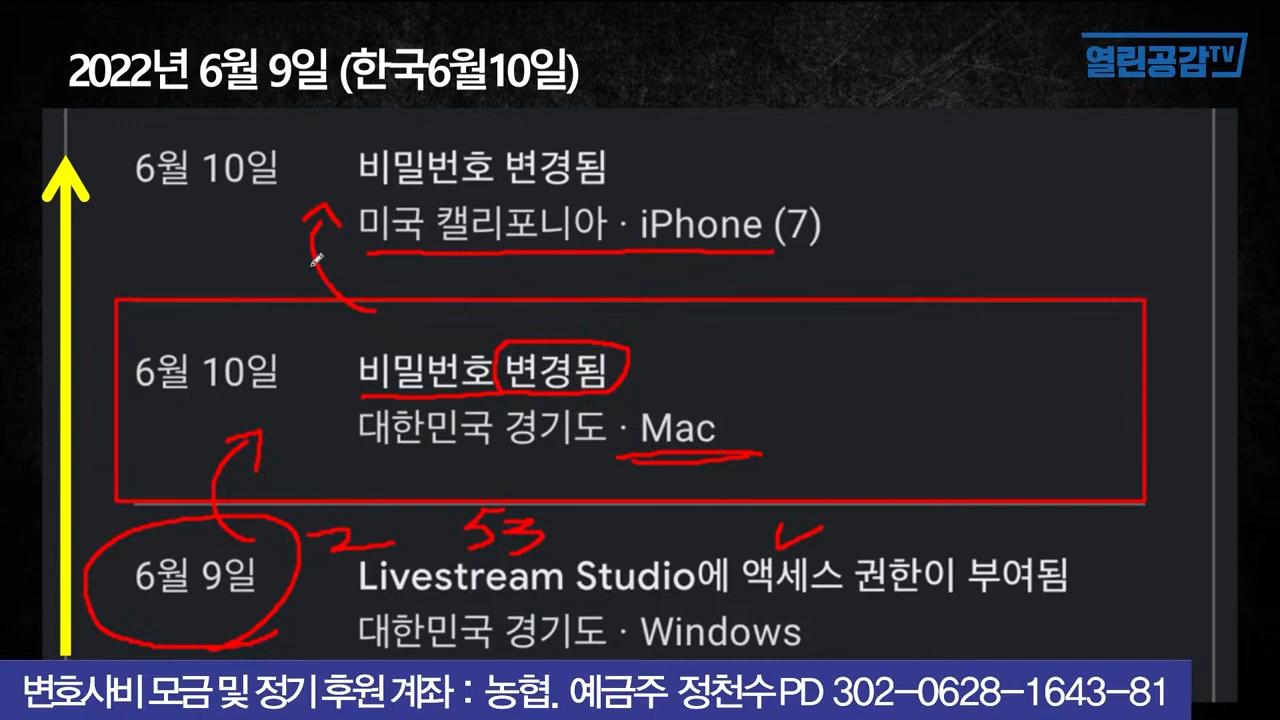 2022년 6월 9일 (한국6월10일)
열린공감TV
6월 10일 비밀번호 변경됨
미국 캘리포니아 · iPhone (7)
6월 10일 비밀번호 변경됨
대한민국 경기도 · Mac
2 53
6월 9일 Livestream Studio에 액세스 권한이 부여됨
대한민국 경기도 · Windows
변호사비 모금 및 정기 후원 계좌 : 농협. 예금주 정천수PD 302-0628-1643-81